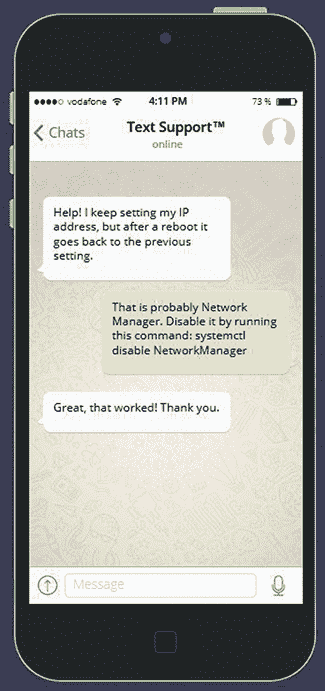 vodafone 4:11 PM 73 %
Chats Text Support™
online
Help! I keep setting my IP
address, but after a reboot it
goes back to the previous
setting.
That is probably Network
Manager. Disable it by running
this command: systemctl
disable NetworkManager
Great, that worked! Thank you.
Message